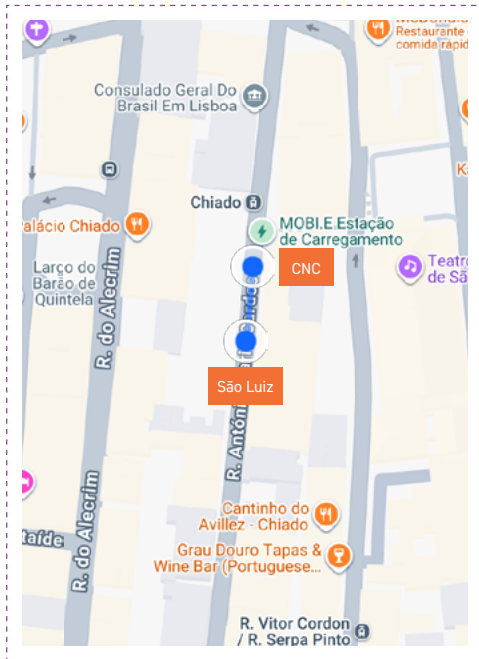 Restaurante
comida rápid
Consulado Geral Do
Brasil Em Lisboa
Chiado
MOBI.E Estação
de Carregamento
alácio Chiado
CNC
Teatr
de Sã
Largo do
Barão de
Quintela
R. do Alecrim
São Luiz
R. Antóni
Cantinho do
Avillez - Chiado
Grau Douro Tapas &
Wine Bar (Portuguese...
taíde
R. do Alecrim
R. Vitor Cordon
/ R. Serpa Pinto